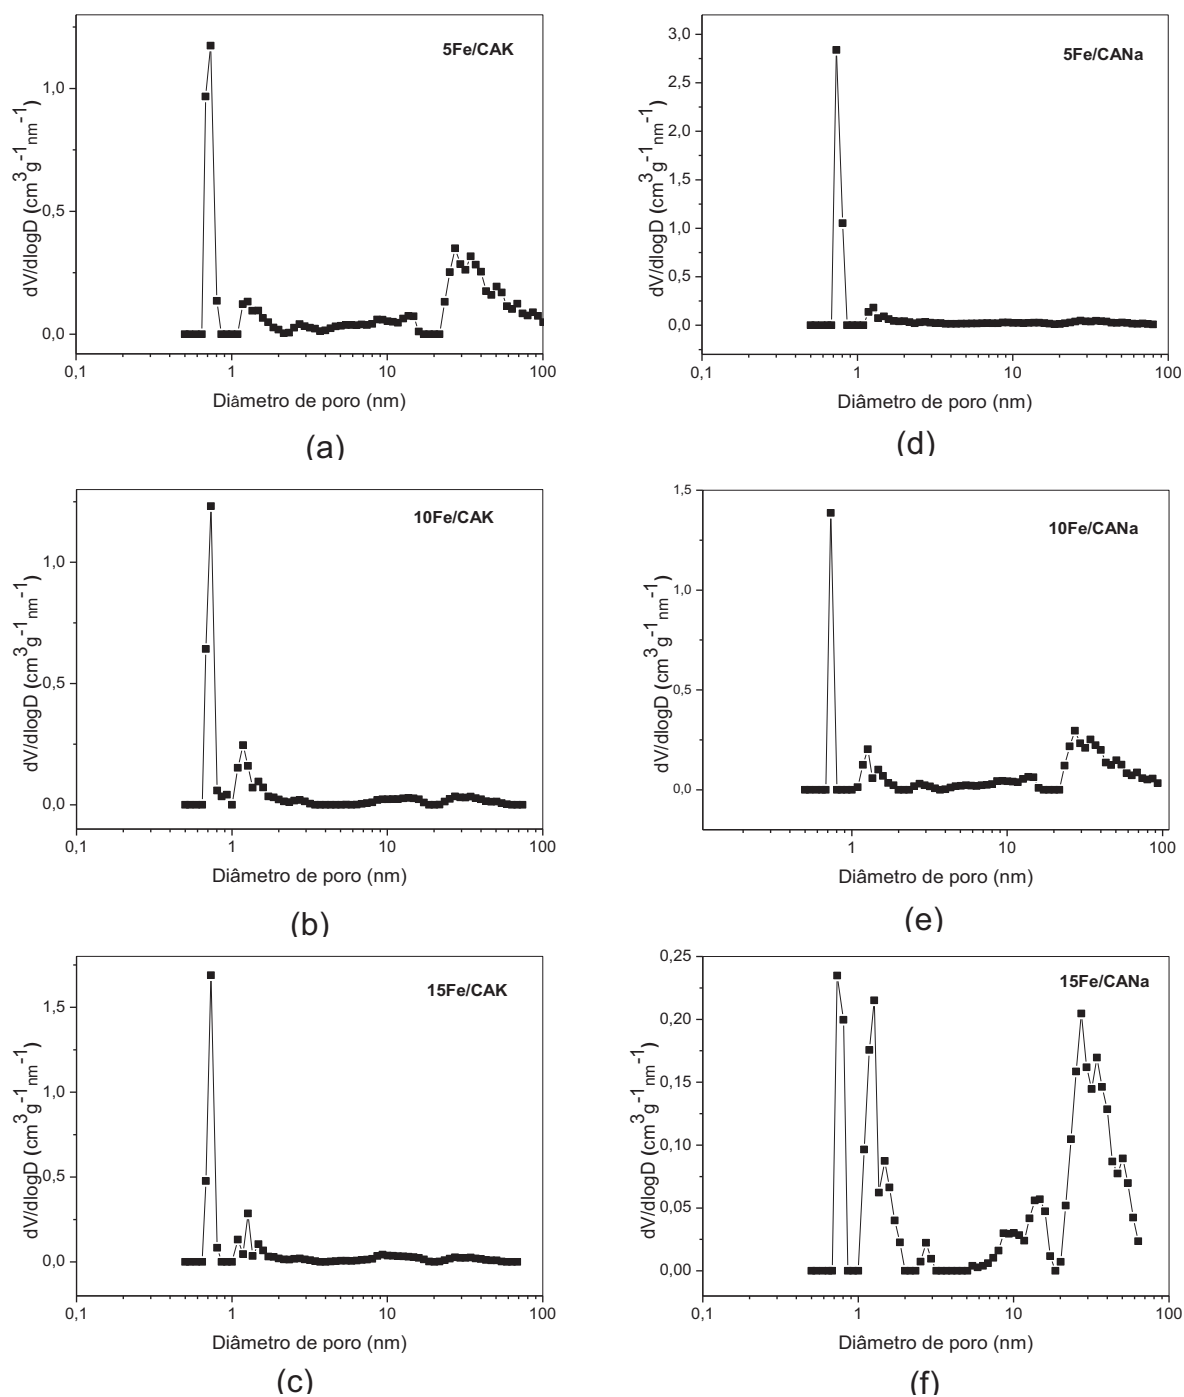 5Fe/CAK
dV/dlogD (cm³g⁻¹nm⁻¹)
1,0
0,5
0,0
0,1
1
10
100
Diâmetro de poro (nm)
(a)
5Fe/CANa
dV/dlogD (cm³g⁻¹nm⁻¹)
3,0
2,5
2,0
1,5
1,0
0,5
0,0
0,1
1
10
100
Diâmetro de poro (nm)
(d)
10Fe/CAK
dV/dlogD (cm³g⁻¹nm⁻¹)
1,0
0,5
0,0
0,1
1
10
100
Diâmetro de poro (nm)
(b)
10Fe/CANa
dV/dlogD (cm³g⁻¹nm⁻¹)
1,5
1,0
0,5
0,0
1
10
100
Diâmetro de poro (nm)
(e)
15Fe/CAK
dV/dlogD (cm³g⁻¹nm⁻¹)
1,5
1,0
0,5
0,0
0,1
1
10
100
Diâmetro de poro (nm)
(c)
15Fe/CANa
dV/dlogD (cm³g⁻¹nm⁻¹)
0,25
0,20
0,15
0,10
0,05
0,00
0,1
1
10
100
Diâmetro de poro (nm)
(f)